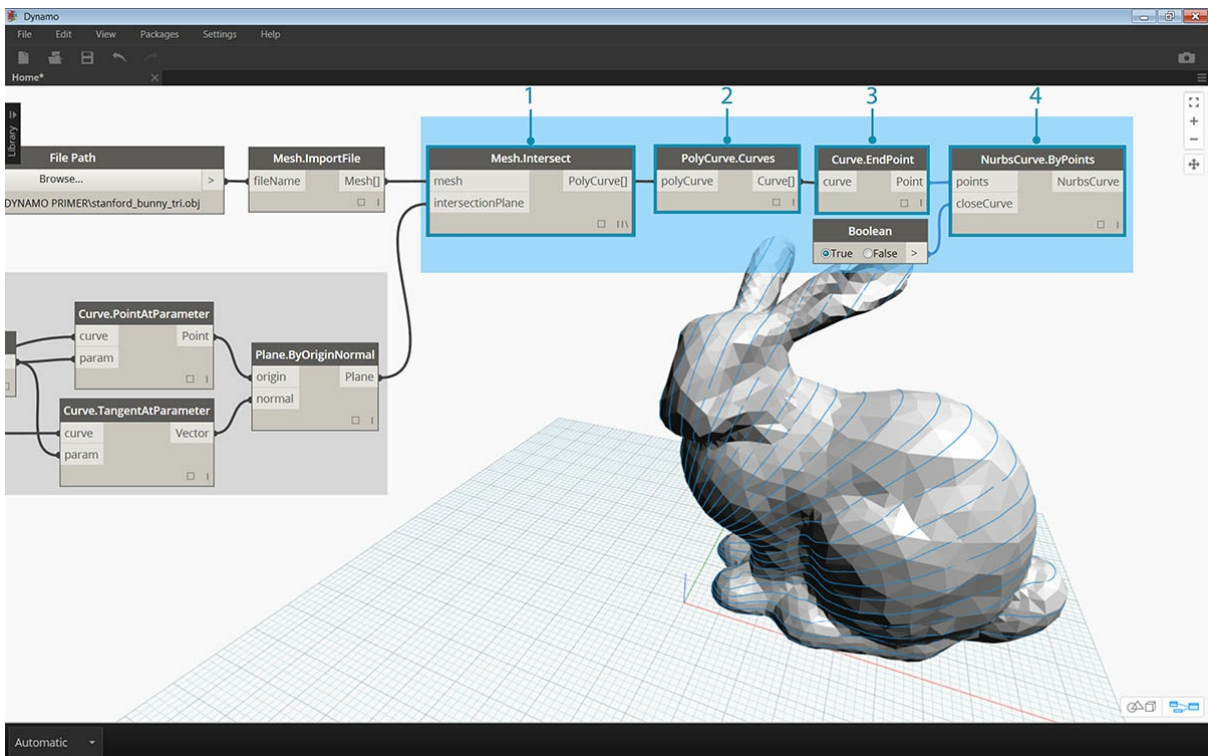 Dynamo
File Edit View Packages Settings Help
Home*
Library
1 2 3 4
File Path
Browse... >
DYNAMO PRIMER\stanford_bunny_tri.obj
Mesh.ImportFile
fileName Mesh[]
Mesh.Intersect
mesh PolyCurve[]
intersectionPlane
PolyCurve.Curves
polyCurve Curve[]
Curve.EndPoint
curve Point
NurbsCurve.ByPoints
points NurbsCurve
closeCurve
Boolean
True False >
Curve.PointAtParameter
curve Point
param
Plane.ByOriginNormal
origin Plane
normal
Curve.TangentAtParameter
curve Vector
param
Automatic